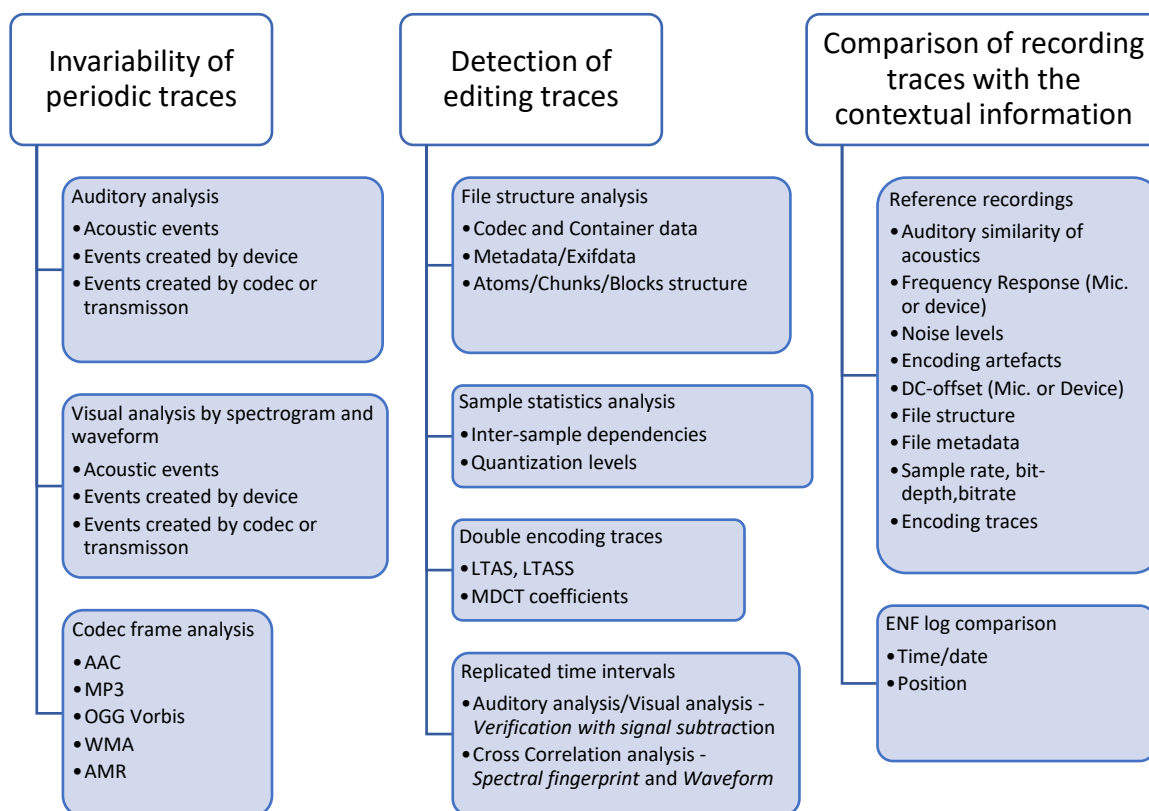 Invariability of
periodic traces
Auditory analysis
•Acoustic events
•Events created by device
•Events created by codec or
transmisson
Visual analysis by spectrogram and
waveform
•Acoustic events
•Events created by device
•Events created by codec or
transmisson
Codec frame analysis
•AAC
•MP3
•OGG Vorbis
•WMA
•AMR
Detection of
editing traces
File structure analysis
•Codec and Container data
•Metadata/Exifdata
•Atoms/Chunks/Blocks structure
Sample statistics analysis
•Inter-sample dependencies
•Quantization levels
Double encoding traces
•LTAS, LTASS
•MDCT coefficients
Replicated time intervals
•Auditory analysis/Visual analysis -
Verification with signal subtraction
•Cross Correlation analysis -
Spectral fingerprint and Waveform
Comparison of recording
traces with the
contextual information
Reference recordings
•Auditory similarity of
acoustics
•Frequency Response (Mic.
or device)
•Noise levels
•Encoding artefacts
•DC-offset (Mic. or Device)
•File structure
•File metadata
•Sample rate, bit-
depth,bitrate
•Encoding traces
ENF log comparison
•Time/date
•Position